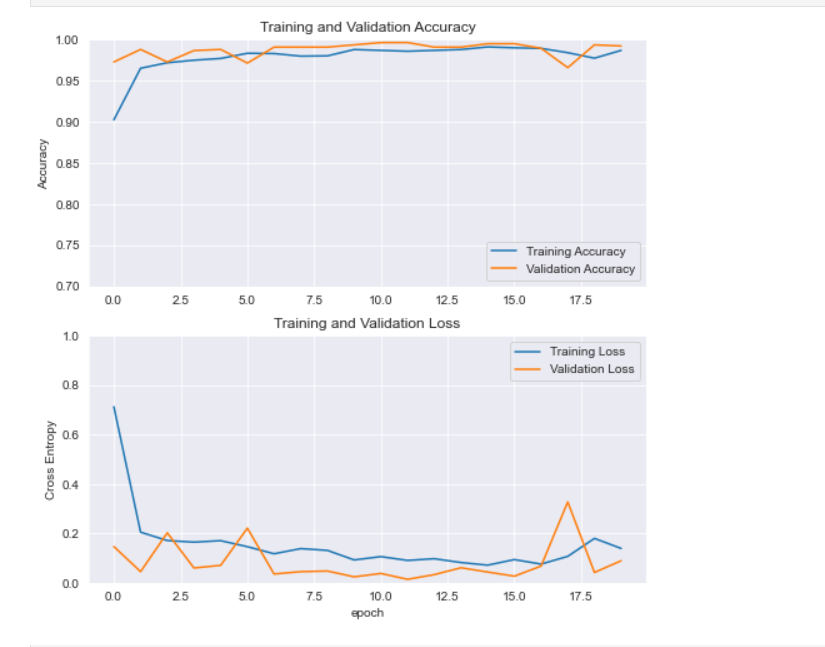 Training and Validation Accuracy
1.00
0.95
0.90
0.85
0.80
0.75
0.70
Accuracy
Training Accuracy
Validation Accuracy
0.0 2.5 5.0 7.5 10.0 12.5 15.0 17.5
Training and Validation Loss
1.0
0.8
0.6
0.4
0.2
0.0
Cross Entropy
Training Loss
Validation Loss
0.0 2.5 5.0 7.5 10.0 12.5 15.0 17.5
epoch